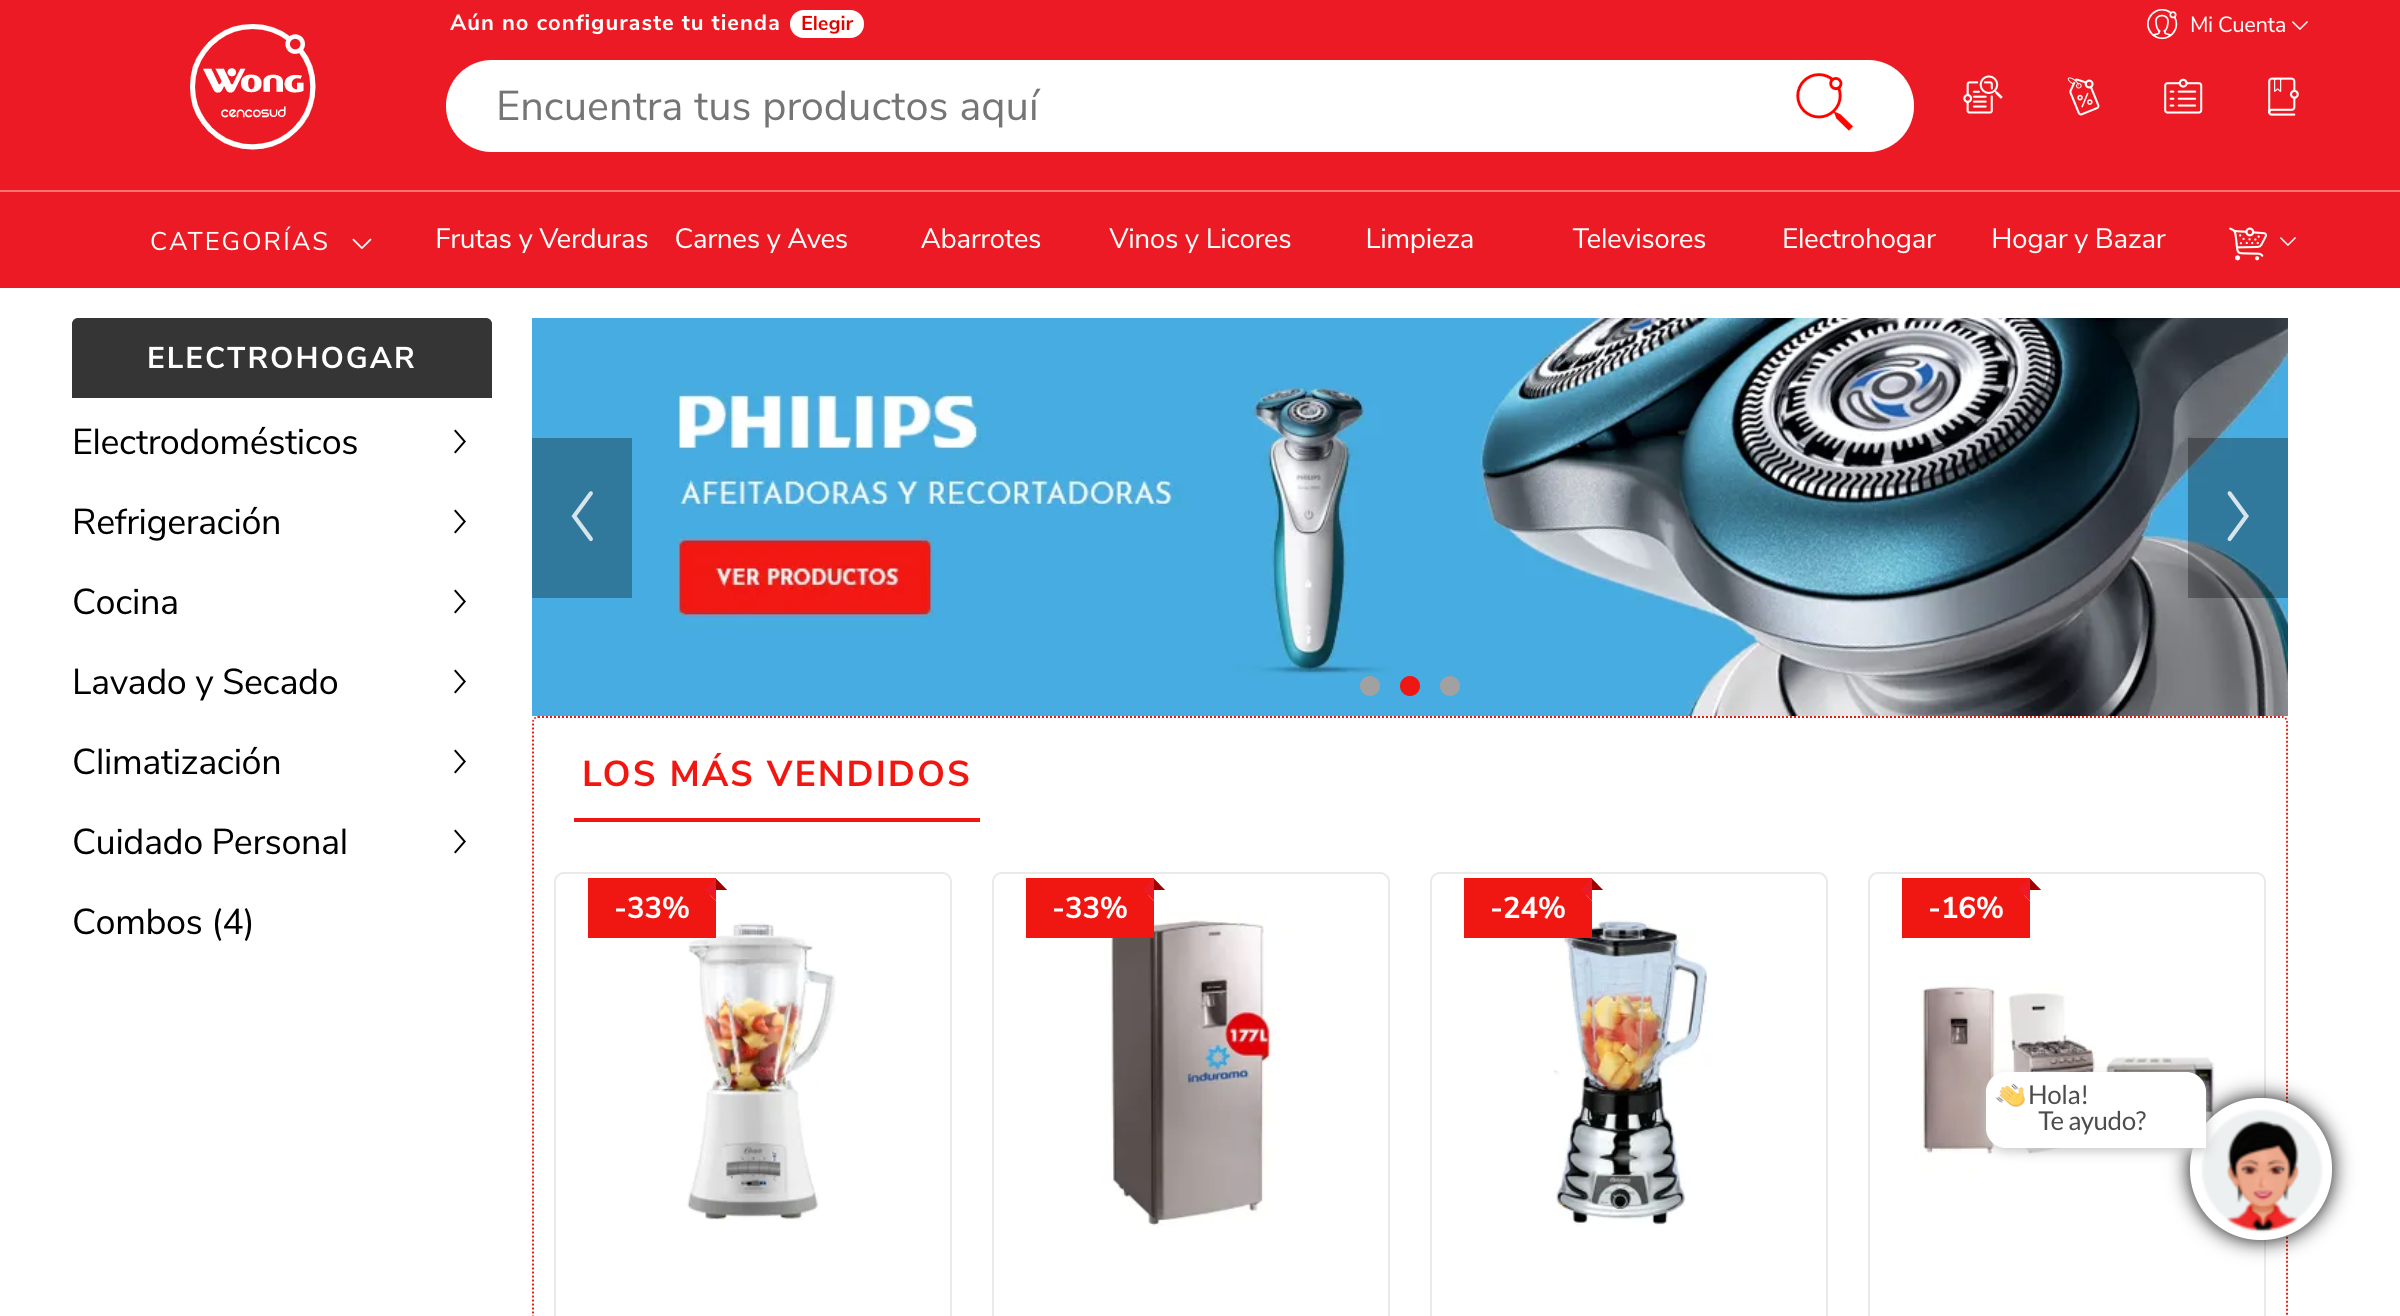 Aún no configuraste tu tienda Elegir
Mi Cuenta
Wong
cencosud
Encuentra tus productos aquí
CATEGORÍAS
Frutas y Verduras
Carnes y Aves
Abarrotes
Vinos y Licores
Limpieza
Televisores
Electrohogar
Hogar y Bazar
ELECTROHOGAR
Electrodomésticos
Refrigeración
Cocina
Lavado y Secado
Climatización
Cuidado Personal
Combos (4)
PHILIPS
AFEITADORAS Y RECORTADORAS
VER PRODUCTOS
PHILIPS
LOS MÁS VENDIDOS
-33%
-33%
-24%
-16%
177L
indurama
👋Hola!
Te ayudo?